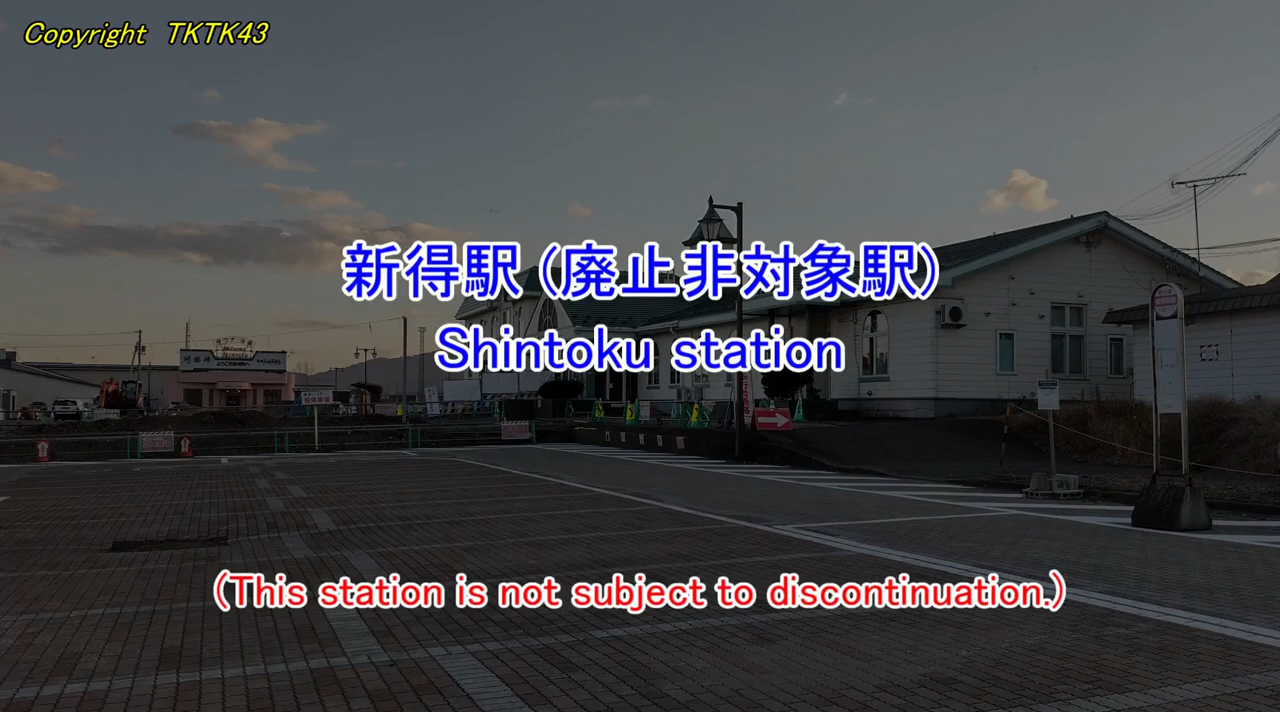 Copyright TKTK43
新得駅 (廃止非対象駅)
Shintoku station
(This station is not subject to discontinuation.)